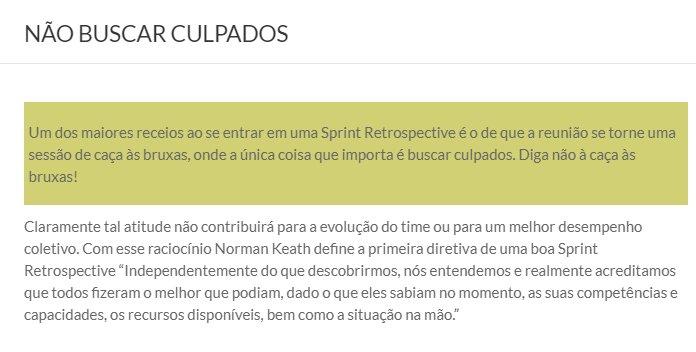 NÃO BUSCAR CULPADOS
Um dos maiores receios ao se entrar em uma Sprint Retrospective é o de que a reunião se torne uma
sessão de caça às bruxas, onde a única coisa que importa é buscar culpados. Diga não à caça às
bruxas!
Claramente tal atitude não contribuirá para a evolução do time ou para um melhor desempenho
coletivo. Com esse raciocínio Norman Keath define a primeira diretiva de uma boa Sprint
Retrospective “Independentemente do que descobrirmos, nós entendemos e realmente acreditamos
que todos fizeram o melhor que podiam, dado o que eles sabiam no momento, as suas competências e
capacidades, os recursos disponíveis, bem como a situação na mão.”